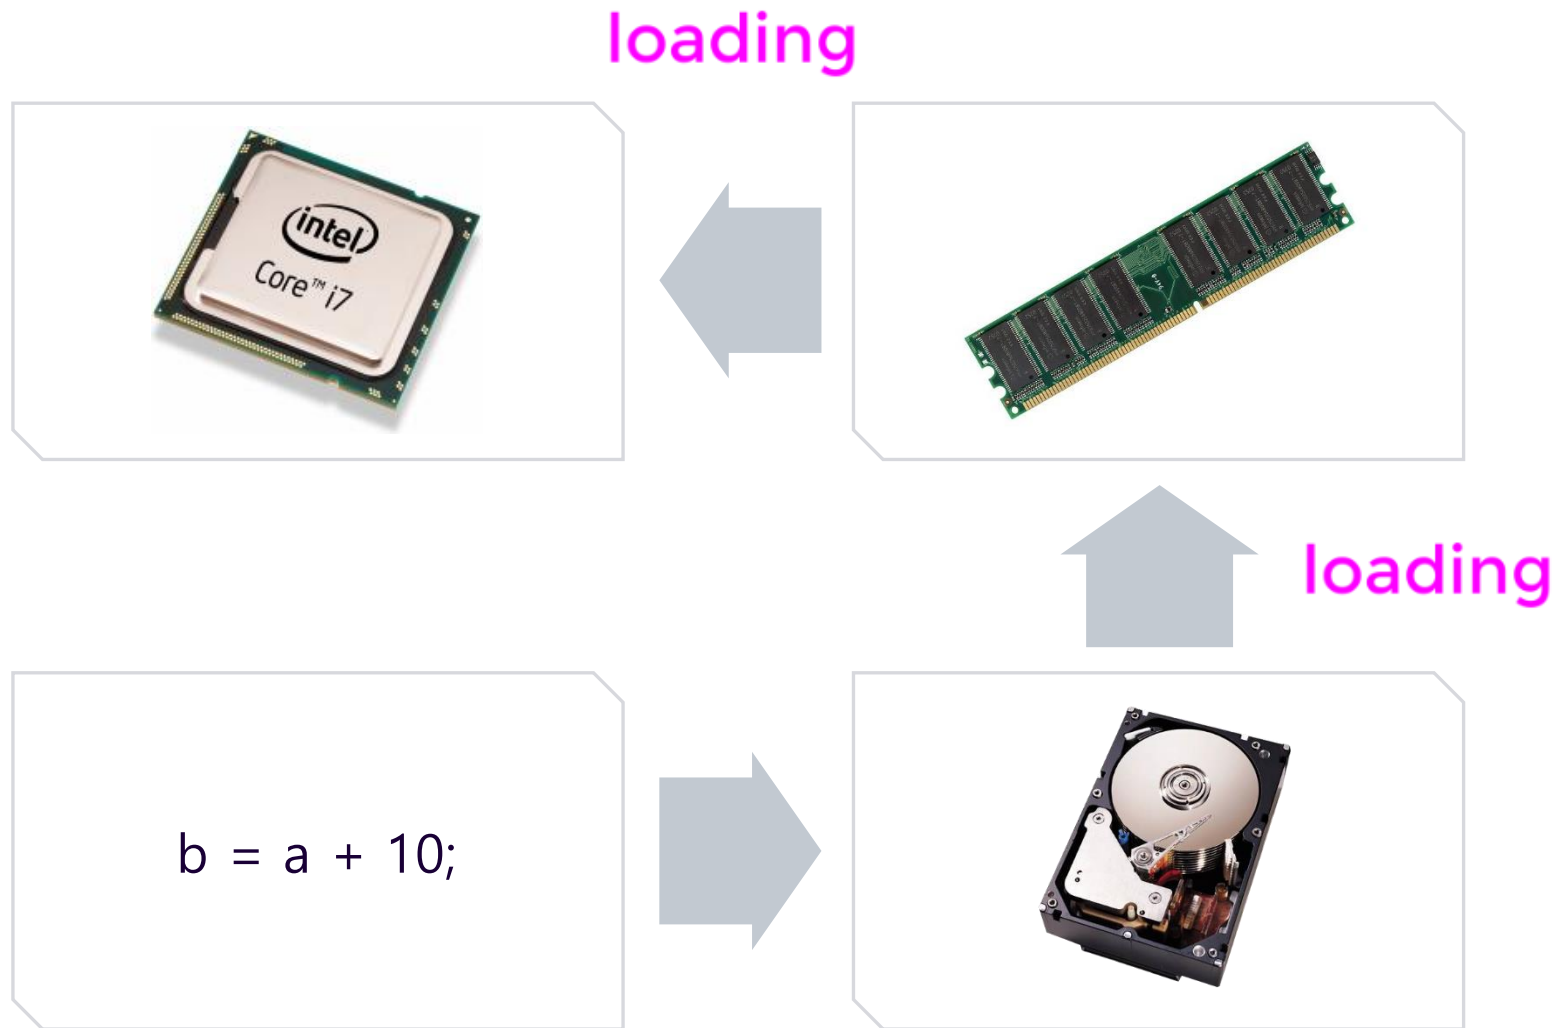 loading
intel
Core™ i7
loading
b = a + 10;